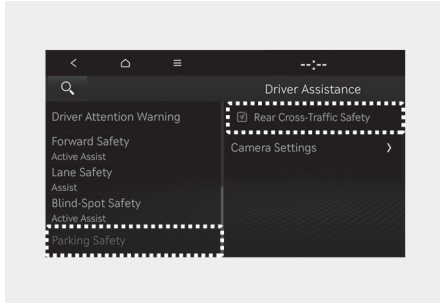 --:--
Driver Assistance
Driver Attention Warning
Forward Safety
Active Assist
Lane Safety
Assist
Blind-Spot Safety
Active Assist
Parking Safety
Rear Cross-Traffic Safety
Camera Settings